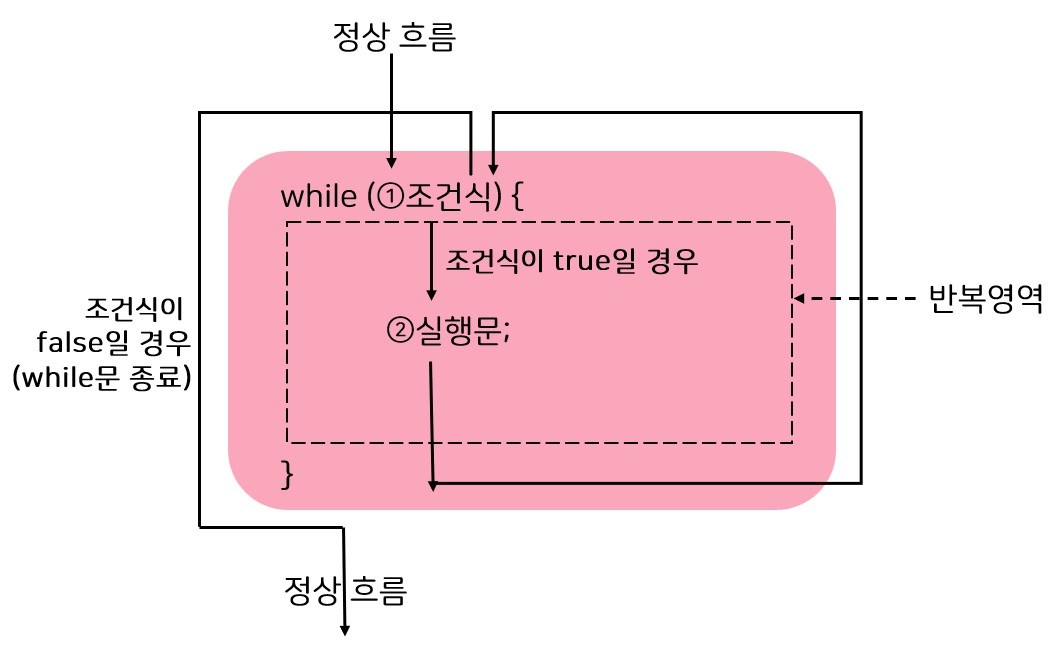 정상 흐름
while (①조건식) {
조건식이 true일 경우
②실행문;
반복영역
조건식이
false일 경우
(while문 종료)
}
정상 흐름